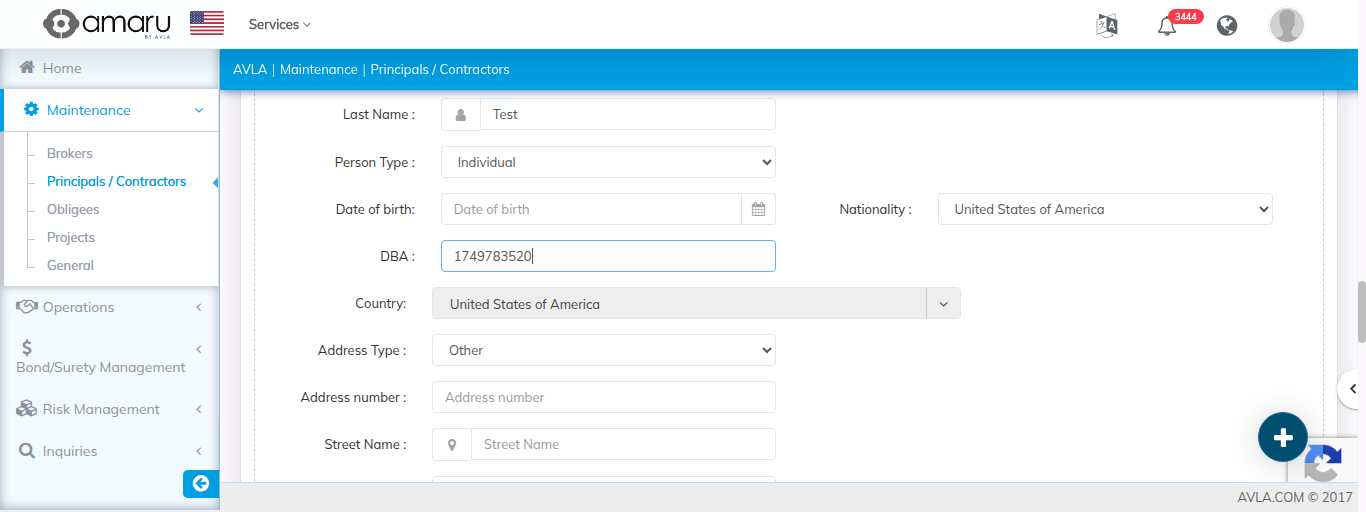 amaru
BY AVLA
Services
3444
Home
AVLA | Maintenance | Principals / Contractors
Maintenance
Brokers
Principals / Contractors
Obligees
Projects
General
Operations
Bond/Surety Management
Risk Management
Inquiries
Last Name :
Test
Person Type :
Individual
Date of birth:
Date of birth
Nationality :
United States of America
DBA :
1749783520
Country:
United States of America
Address Type :
Other
Address number :
Address number
Street Name :
Street Name
AVLA.COM © 2017